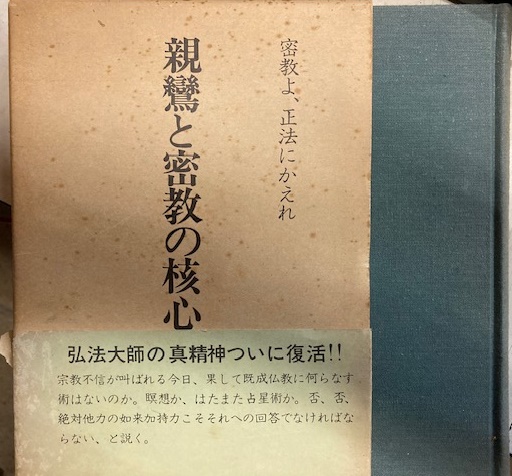 密教よ、正法にかえれ
親鸞と密教の核心
弘法大師の真精神ついに復活!!
宗教不信が叫ばれる今日、果して既成仏教に何らなす
術はないのか。瞑想か、はたまた占星術か。否、否、
絶対他力の如来加持力こそそれへの回答でなければな
らない、と説く。